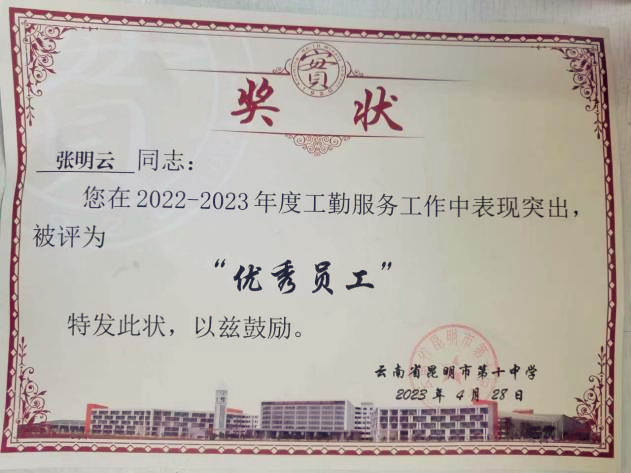 實
奖状
张明云 同志：
您在2022-2023年度工勤服务工作中表现突出，
被评为
“优秀员工”
特发此状，以兹鼓励。
云南省昆明市第十中学
2023年4月28日